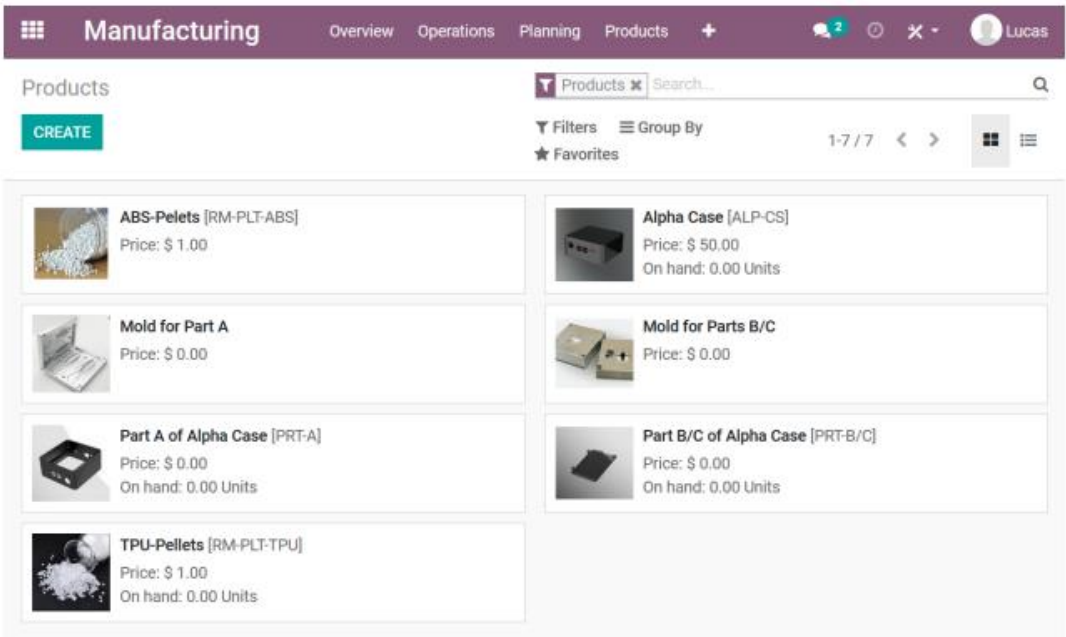 Manufacturing Overview Operations Planning Products + 2 Lucas
Products
Products ✖ Search...
CREATE
Filters Group By
Favorites
1-7 / 7
ABS-Pelets [RM-PLT-ABS]
Price: $ 1.00
Alpha Case [ALP-CS]
Price: $ 50.00
On hand: 0.00 Units
Mold for Part A
Price: $ 0.00
Mold for Parts B/C
Price: $ 0.00
Part A of Alpha Case [PRT-A]
Price: $ 0.00
On hand: 0.00 Units
Part B/C of Alpha Case [PRT-B/C]
Price: $ 0.00
On hand: 0.00 Units
TPU-Pellets [RM-PLT-TPU]
Price: $ 1.00
On hand: 0.00 Units